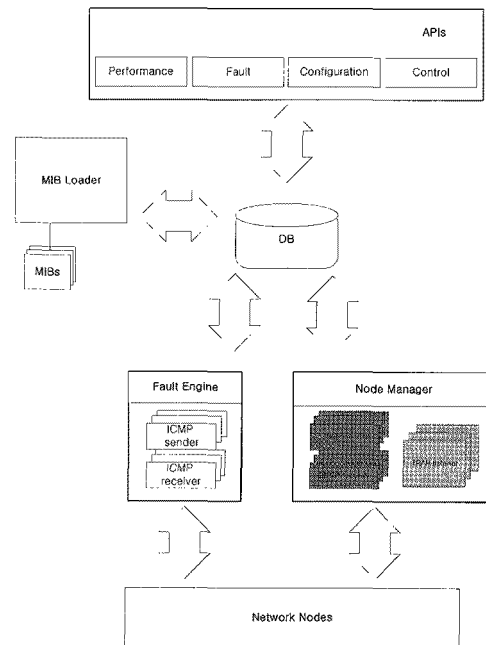 APIs
Performance Fault Configuration Control
MIB Loader
DB
MIBs
Fault Engine Node Manager
ICMP
sender
ICMP
receiver
Network Nodes